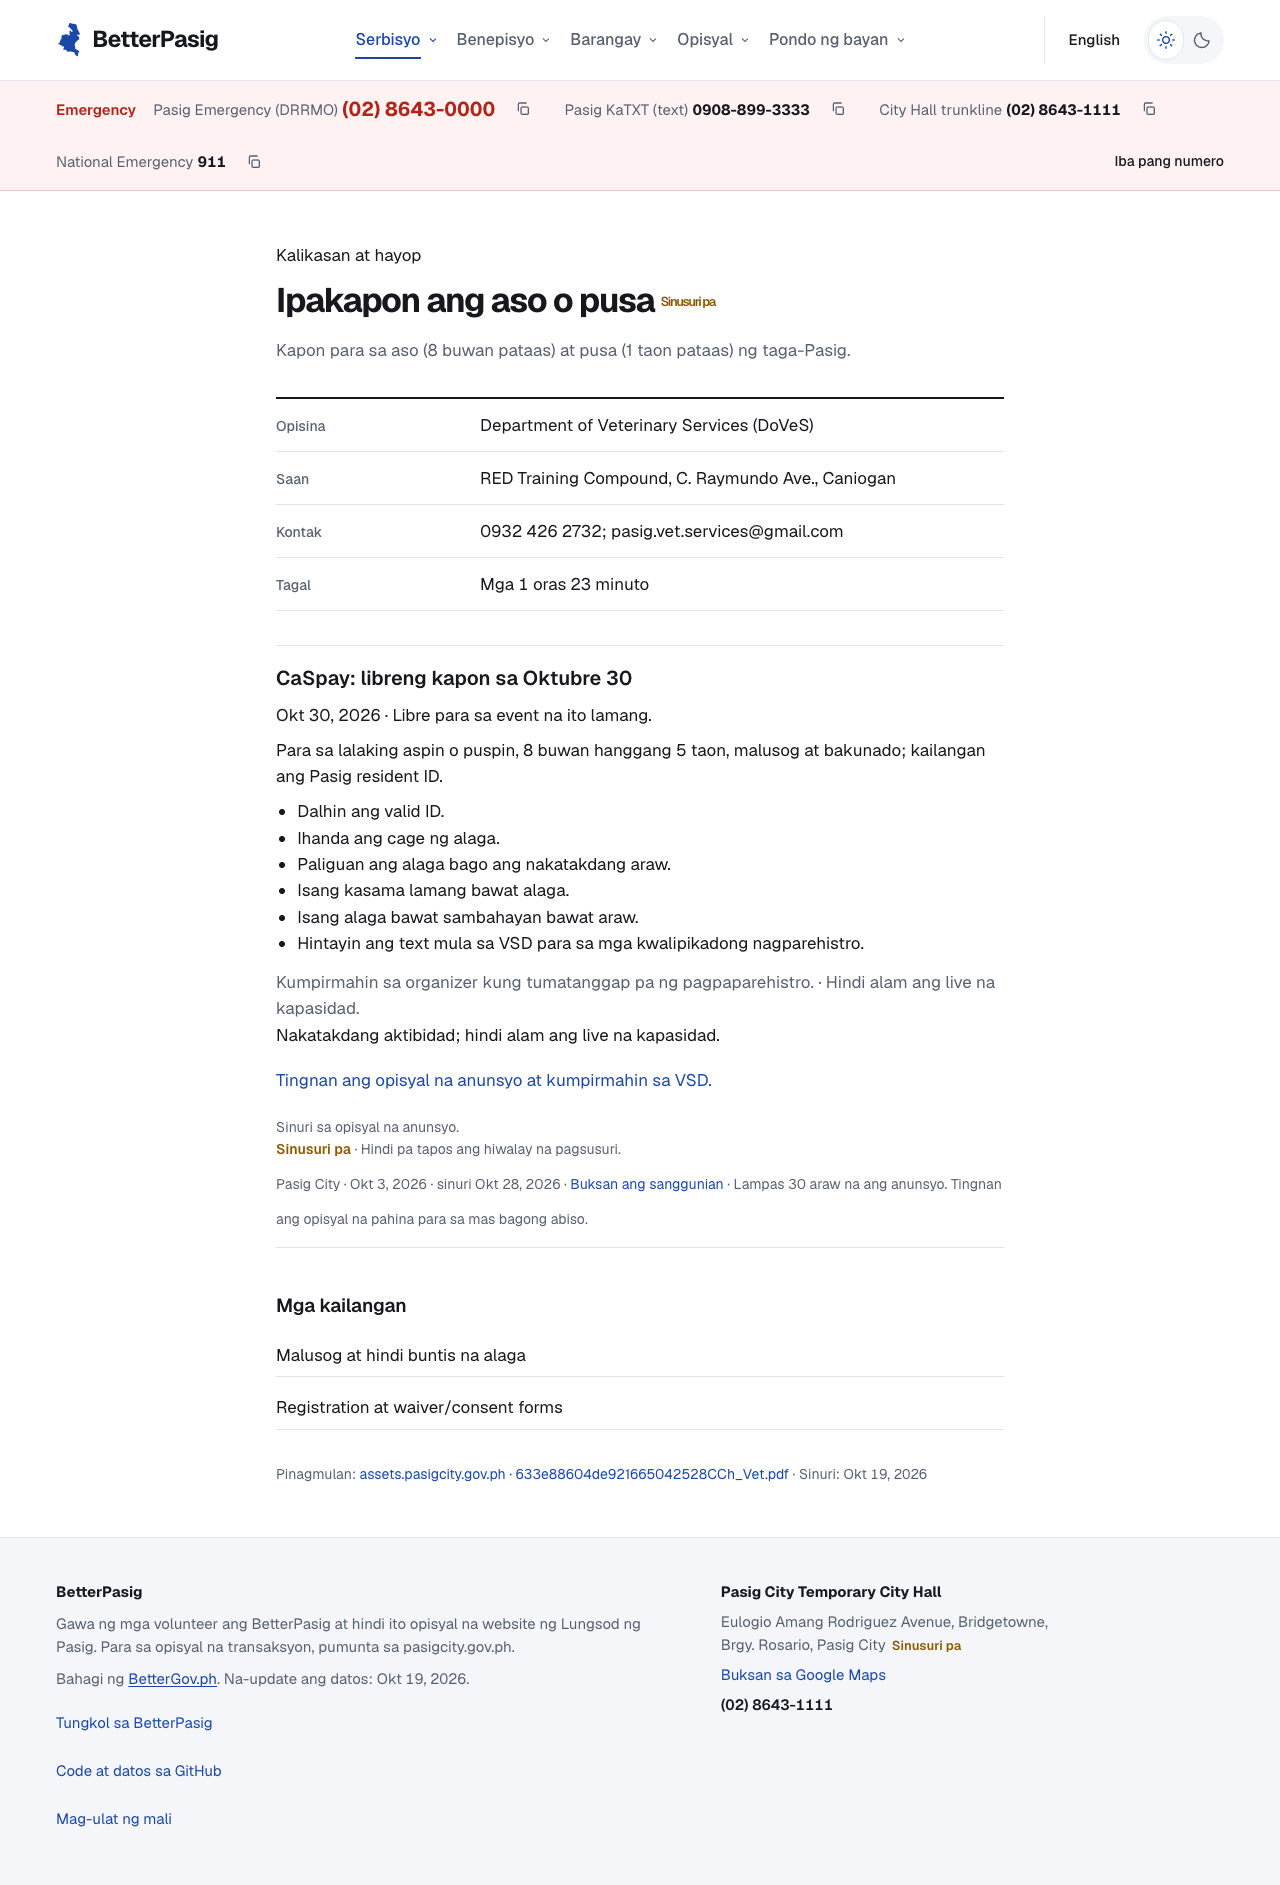 BetterPasig
Serbisyo
Benepisyo
Barangay
Opisyal
Pondo ng bayan
English
Emergency
Pasig Emergency (DRRMO) (02) 8643-0000
Pasig KaTXT (text) 0908-899-3333
City Hall trunkline (02) 8643-1111
National Emergency 911
Iba pang numero
Kalikasan at hayop
Ipakapon ang aso o pusa Sinusuri pa
Kapon para sa aso (8 buwan pataas) at pusa (1 taon pataas) ng taga-Pasig.
Opisina
Department of Veterinary Services (DoVeS)
Saan
RED Training Compound, C. Raymundo Ave., Caniogan
Kontak
0932 426 2732; pasig.vet.services@gmail.com
Tagal
Mga 1 oras 23 minuto
CaSpay: libreng kapon sa Oktubre 30
Okt 30, 2026 · Libre para sa event na ito lamang.
Para sa lalaking aspin o puspin, 8 buwan hanggang 5 taon, malusog at bakunado; kailangan
ang Pasig resident ID.
• Dalhin ang valid ID.
• Ihanda ang cage ng alaga.
• Paliguan ang alaga bago ang nakatakdang araw.
• Isang kasama lamang bawat alaga.
• Isang alaga bawat sambahayan bawat araw.
• Hintayin ang text mula sa VSD para sa mga kwalipikadong nagparehistro.
Kumpirmahin sa organizer kung tumatanggap pa ng pagpaparehistro. · Hindi alam ang live na
kapasidad.
Nakatakdang aktibidad; hindi alam ang live na kapasidad.
Tingnan ang opisyal na anunsyo at kumpirmahin sa VSD.
Sinuri sa opisyal na anunsyo.
Sinusuri pa · Hindi pa tapos ang hiwalay na pagsusuri.
Pasig City · Okt 3, 2026 · sinuri Okt 28, 2026 · Buksan ang sanggunian · Lampas 30 araw na ang anunsyo. Tingnan
ang opisyal na pahina para sa mas bagong abiso.
Mga kailangan
Malusog at hindi buntis na alaga
Registration at waiver/consent forms
Pinagmulan: assets.pasigcity.gov.ph · 633e88604de921665042528CCh_Vet.pdf · Sinuri: Okt 19, 2026
BetterPasig
Gawa ng mga volunteer ang BetterPasig at hindi ito opisyal na website ng Lungsod ng
Pasig. Para sa opisyal na transaksyon, pumunta sa pasigcity.gov.ph.
Bahagi ng BetterGov.ph. Na-update ang datos: Okt 19, 2026.
Tungkol sa BetterPasig
Code at datos sa GitHub
Mag-ulat ng mali
Pasig City Temporary City Hall
Eulogio Amang Rodriguez Avenue, Bridgetowne,
Brgy. Rosario, Pasig City Sinusuri pa
Buksan sa Google Maps
(02) 8643-1111